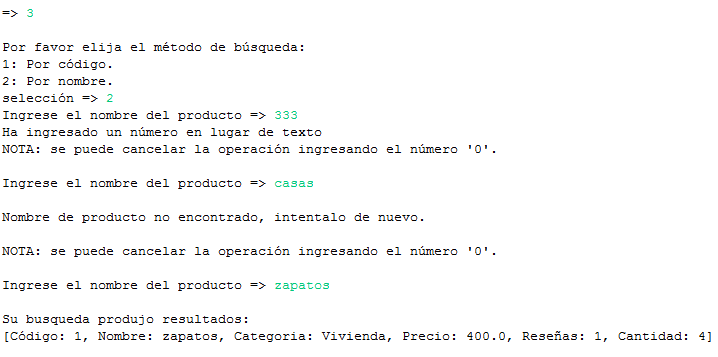 => 3
Por favor elija el método de búsqueda:
1: Por código.
2: Por nombre.
selección => 2
Ingrese el nombre del producto => 333
Ha ingresado un número en lugar de texto
NOTA: se puede cancelar la operación ingresando el número '0'.
Ingrese el nombre del producto => casas
Nombre de producto no encontrado, intentalo de nuevo.
NOTA: se puede cancelar la operación ingresando el número '0'.
Ingrese el nombre del producto => zapatos
Su busqueda produjo resultados:
[Código: 1, Nombre: zapatos, Categoria: Vivienda, Precio: 400.0, Reseñas: 1, Cantidad: 4]